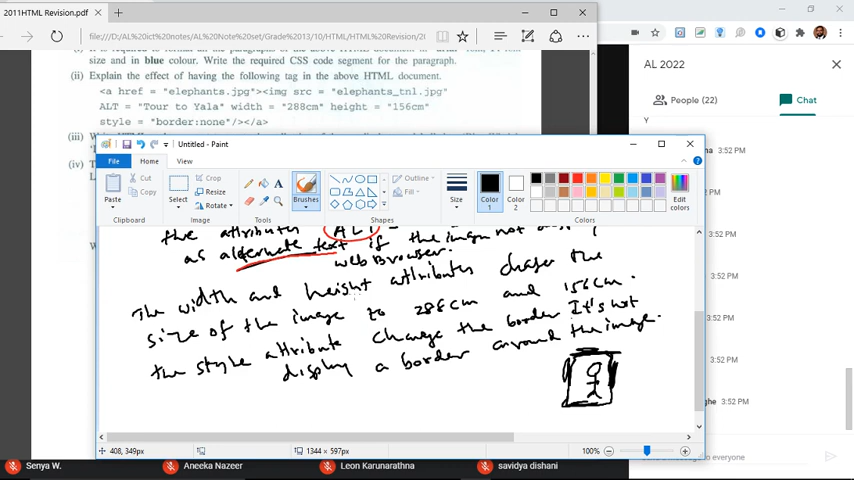 2011HTML Revision.pdf
file:///D:/AL%20ict%20notes/AL%20Note%20set/Grade%2013/10/HTML/HTML%20Revision/2
size and in blue colour. Write the required CSS code segment for the paragraph.
(ii) Explain the effect of having the following tag in the above HTML document.
<a href = "elephants.jpg"><img src = "elephants_tnl.jpg"
ALT = "Tour to Yala" width = "288cm" height = "156cm"
style = "border:none"/></a>
(iii)
(iv)
Untitled - Paint
File Home View
Paste
Cut
Copy
Clipboard
Select
Crop
Resize
Rotate
Image
Tools
Brushes
Shapes
Outline
Fill
Size
Color 1
Color 2
Colors
Edit colors
the attributes ALT
as alternate text if the image not
web Browser.
The width and height attributes change the
size of the image to 288cm and 156cm.
the style attribute change the border It's not
display a border around the image.
408, 349px
1344 × 597px
100%
AL 2022
People (22)
Chat
3:52 PM
3:52 PM
3:52 PM
3:52 PM
3:52 PM
3:52 PM
to everyone
Senya W.
Aneeka Nazeer
Leon Karunarathna
savidya dishani